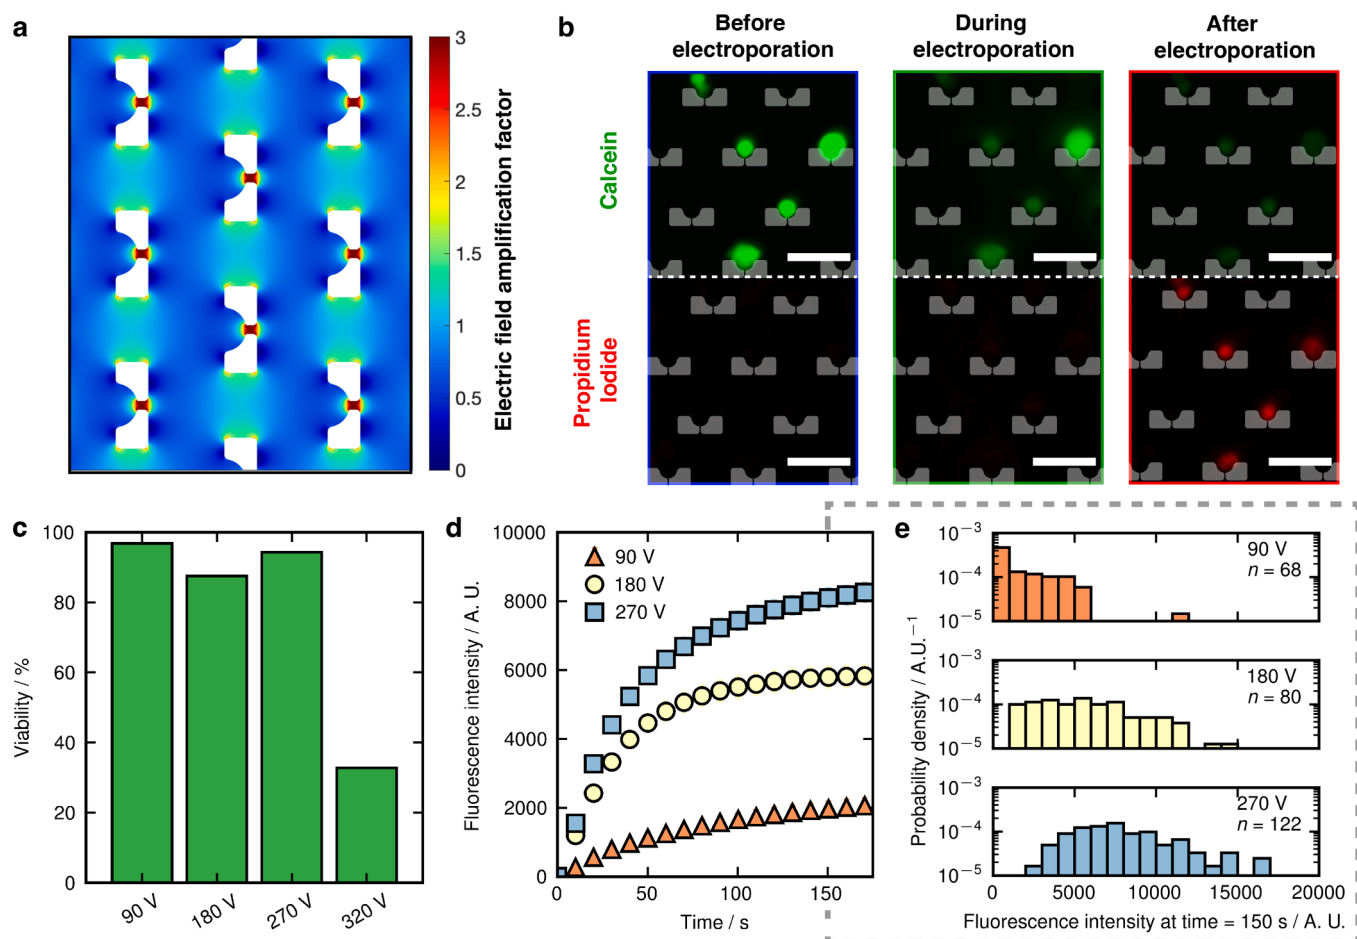 a
3
2.5
2
1.5
1
0.5
0
Electric field amplification factor
b
Before
electroporation
During
electroporation
After
electroporation
Calcein
Propidium
Iodide
c
100
80
60
40
20
0
Viability / %
90 V
180 V
270 V
320 V
d
10000
8000
6000
4000
2000
0
Fluorescence intensity / A. U.
90 V
180 V
270 V
0
50
100
150
Time / s
e
Probability density / A.U.⁻¹
10⁻³
10⁻⁴
10⁻⁵
90 V
n = 68
10⁻³
10⁻⁴
10⁻⁵
180 V
n = 80
10⁻³
10⁻⁴
10⁻⁵
270 V
n = 122
0
5000
10000
15000
20000
Fluorescence intensity at time = 150 s / A. U.